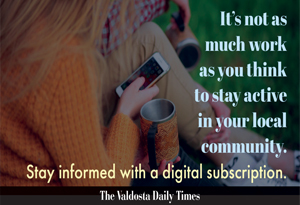 It's not as
much work
as you think
to stay active
in your local
community.
Stay informed with a digital subscription.
The Valdosta Daily Times